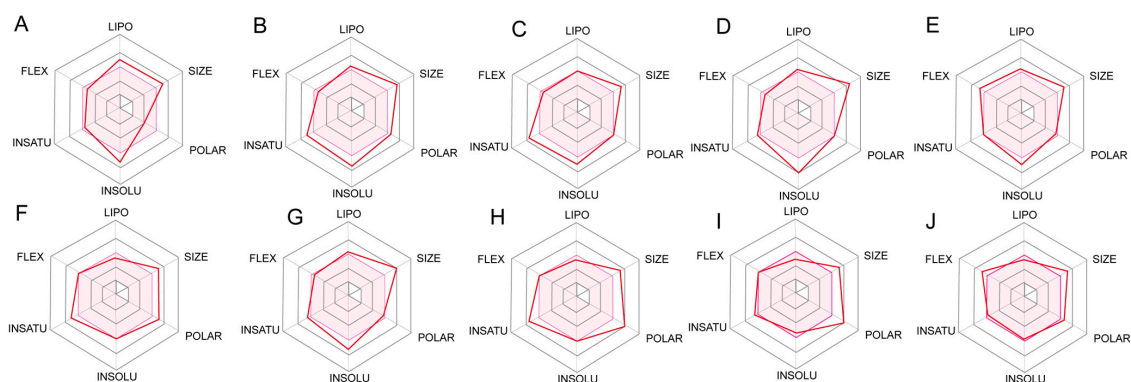 A
LIPO
FLEX
SIZE
INSATU
POLAR
INSOLU
B
LIPO
FLEX
SIZE
INSATU
POLAR
INSOLU
C
LIPO
FLEX
SIZE
INSATU
POLAR
INSOLU
D
LIPO
FLEX
SIZE
INSATU
POLAR
INSOLU
E
LIPO
FLEX
SIZE
INSATU
POLAR
INSOLU
F
LIPO
FLEX
SIZE
INSATU
POLAR
INSOLU
G
LIPO
FLEX
SIZE
INSATU
POLAR
INSOLU
H
LIPO
FLEX
SIZE
INSATU
POLAR
INSOLU
I
LIPO
FLEX
SIZE
INSATU
POLAR
INSOLU
J
LIPO
FLEX
SIZE
INSATU
POLAR
INSOLU